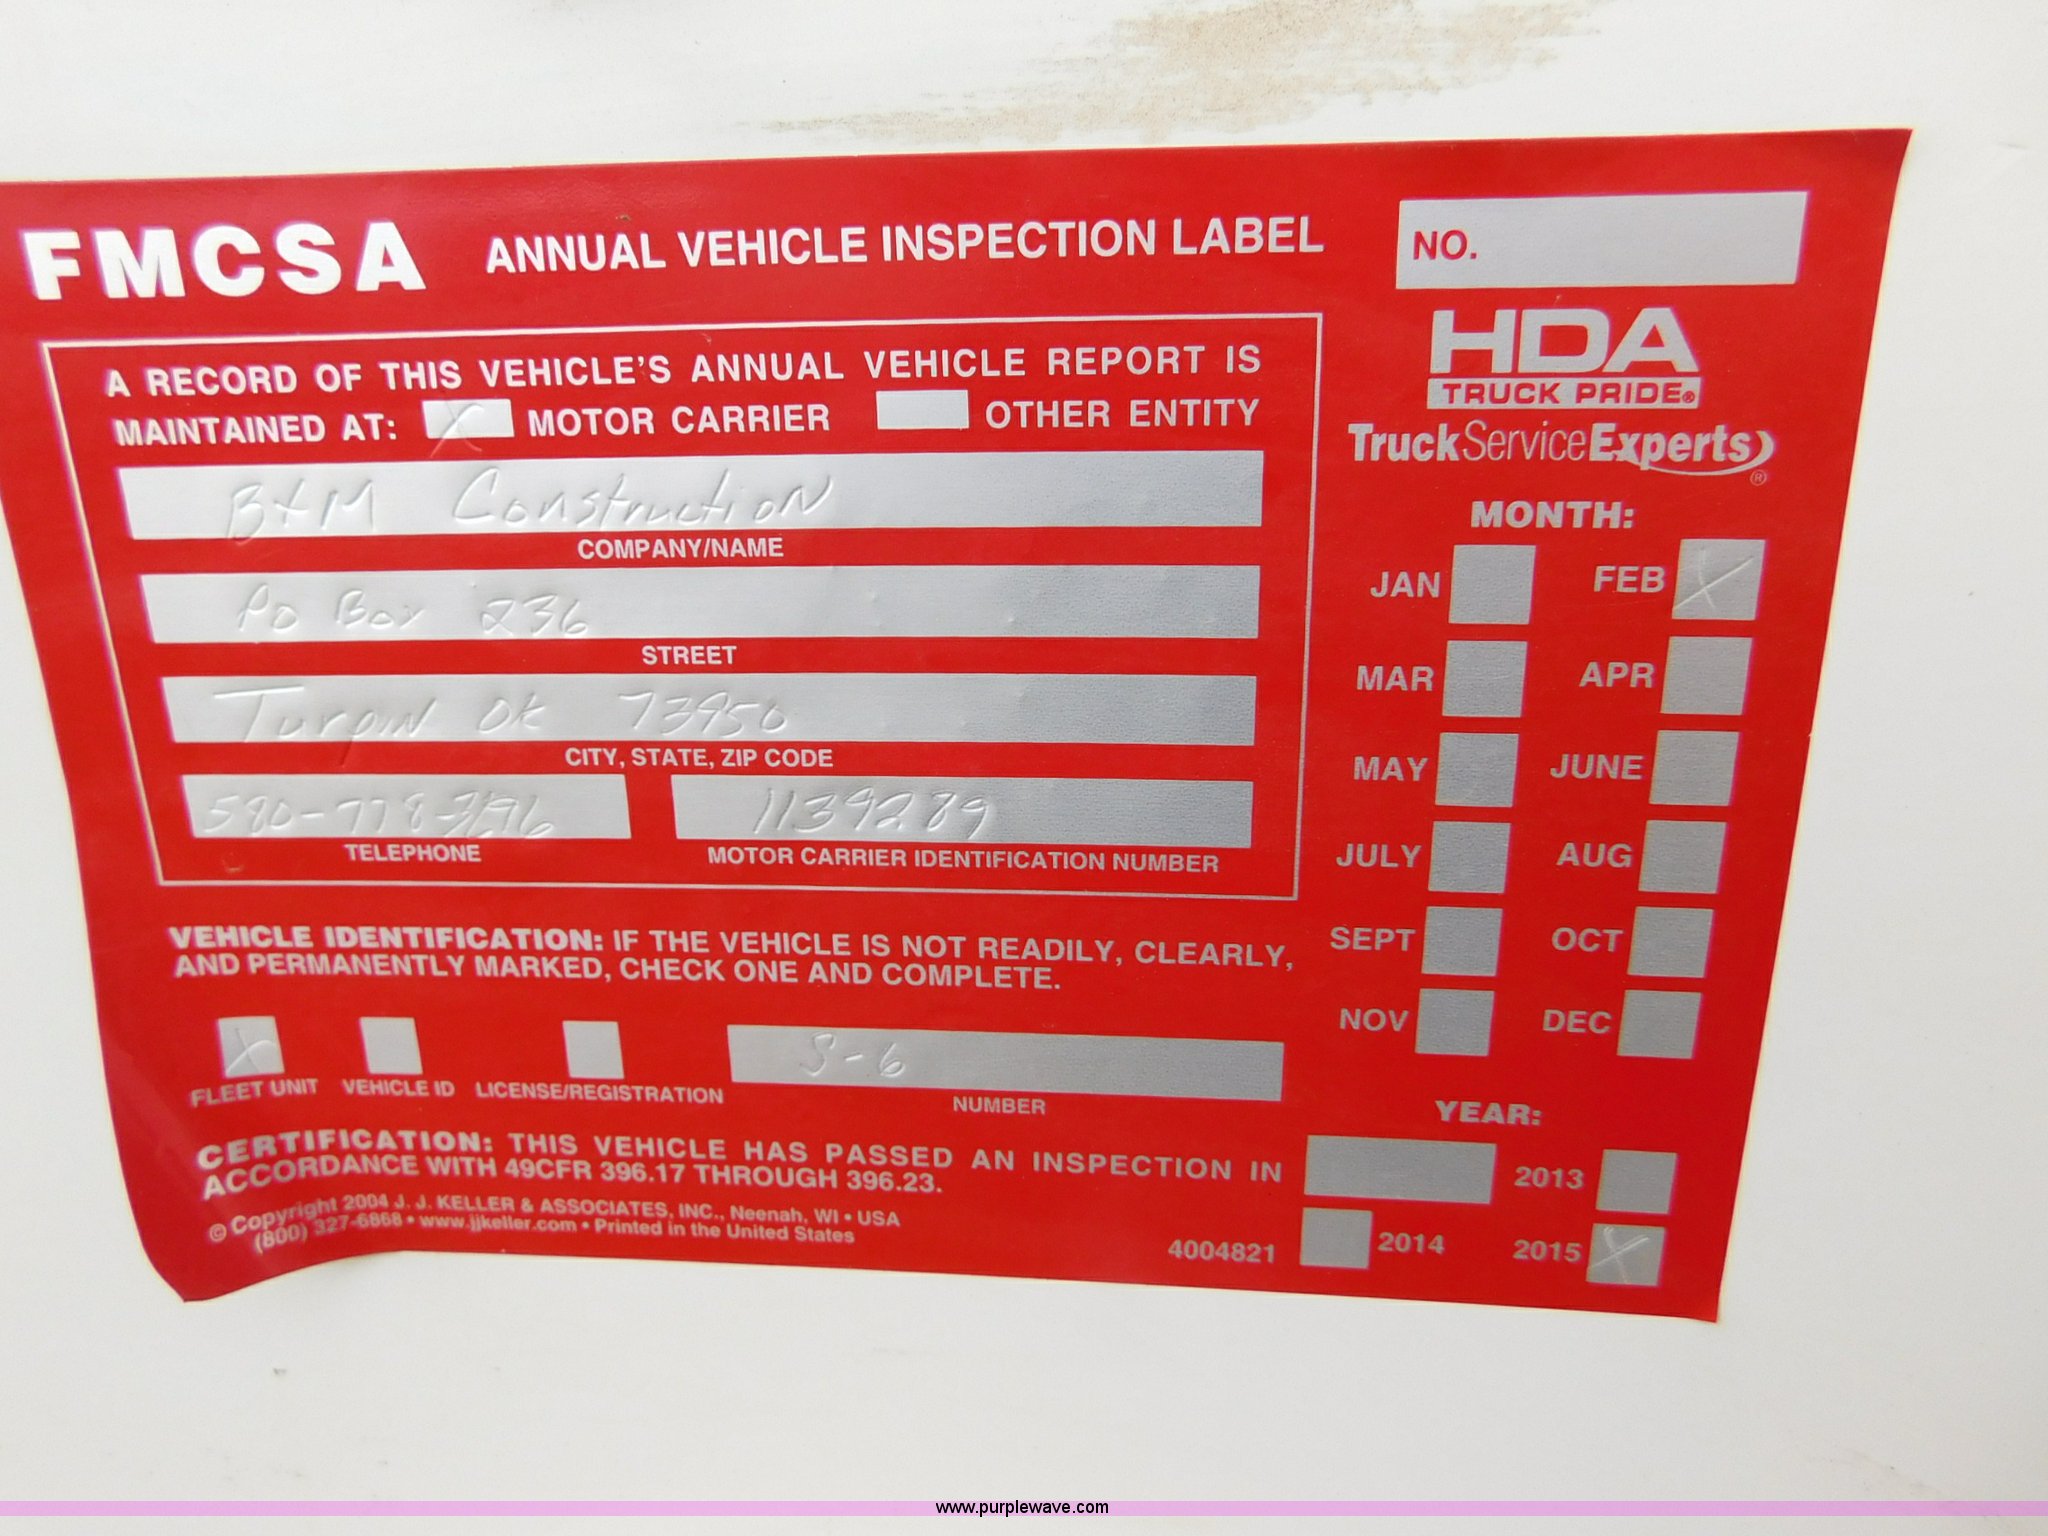 FMCSA ANNUAL VEHICLE INSPECTION LABEL
NO.
HDA
TRUCK PRIDE®
TruckServiceExperts®
A RECORD OF THIS VEHICLE'S ANNUAL VEHICLE REPORT IS
MAINTAINED AT: X MOTOR CARRIER OTHER ENTITY
B+M Construction
COMPANY/NAME
Po Box 236
STREET
Turpin OK 73950
CITY, STATE, ZIP CODE
580-778-3696 1139289
TELEPHONE MOTOR CARRIER IDENTIFICATION NUMBER
VEHICLE IDENTIFICATION: IF THE VEHICLE IS NOT READILY, CLEARLY,
AND PERMANENTLY MARKED, CHECK ONE AND COMPLETE.
X S-6
FLEET UNIT VEHICLE ID LICENSE/REGISTRATION NUMBER
CERTIFICATION: THIS VEHICLE HAS PASSED AN INSPECTION IN
ACCORDANCE WITH 49CFR 396.17 THROUGH 396.23.
© Copyright 2004 J. J. KELLER & ASSOCIATES, INC., Neenah, WI • USA
(800) 327-6868 • www.jjkeller.com • Printed in the United States
4004821
MONTH:
JAN FEB X
MAR APR
MAY JUNE
JULY AUG
SEPT OCT
NOV DEC
YEAR:
2013
2014 2015 X
www.purplewave.com